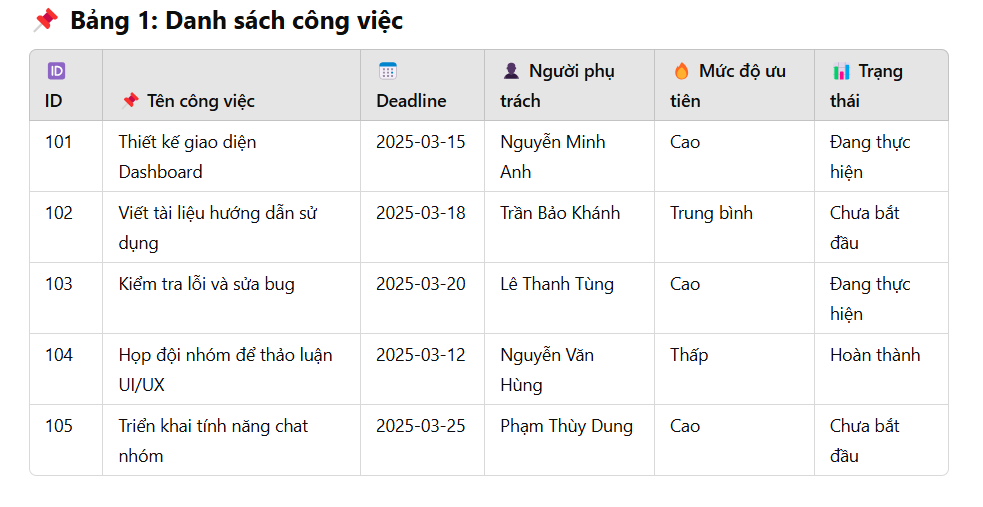 📌 Bảng 1: Danh sách công việc
🆔 ID
📌 Tên công việc
📅 Deadline
👤 Người phụ trách
🔥 Mức độ ưu tiên
📊 Trạng thái
101
Thiết kế giao diện
Dashboard
2025-03-15
Nguyễn Minh
Anh
Cao
Đang thực
hiện
102
Viết tài liệu hướng dẫn sử
dụng
2025-03-18
Trần Bảo Khánh
Trung bình
Chưa bắt
đầu
103
Kiểm tra lỗi và sửa bug
2025-03-20
Lê Thanh Tùng
Cao
Đang thực
hiện
104
Họp đội nhóm để thảo luận
UI/UX
2025-03-12
Nguyễn Văn
Hùng
Thấp
Hoàn thành
105
Triển khai tính năng chat
nhóm
2025-03-25
Phạm Thùy Dung
Cao
Chưa bắt
đầu